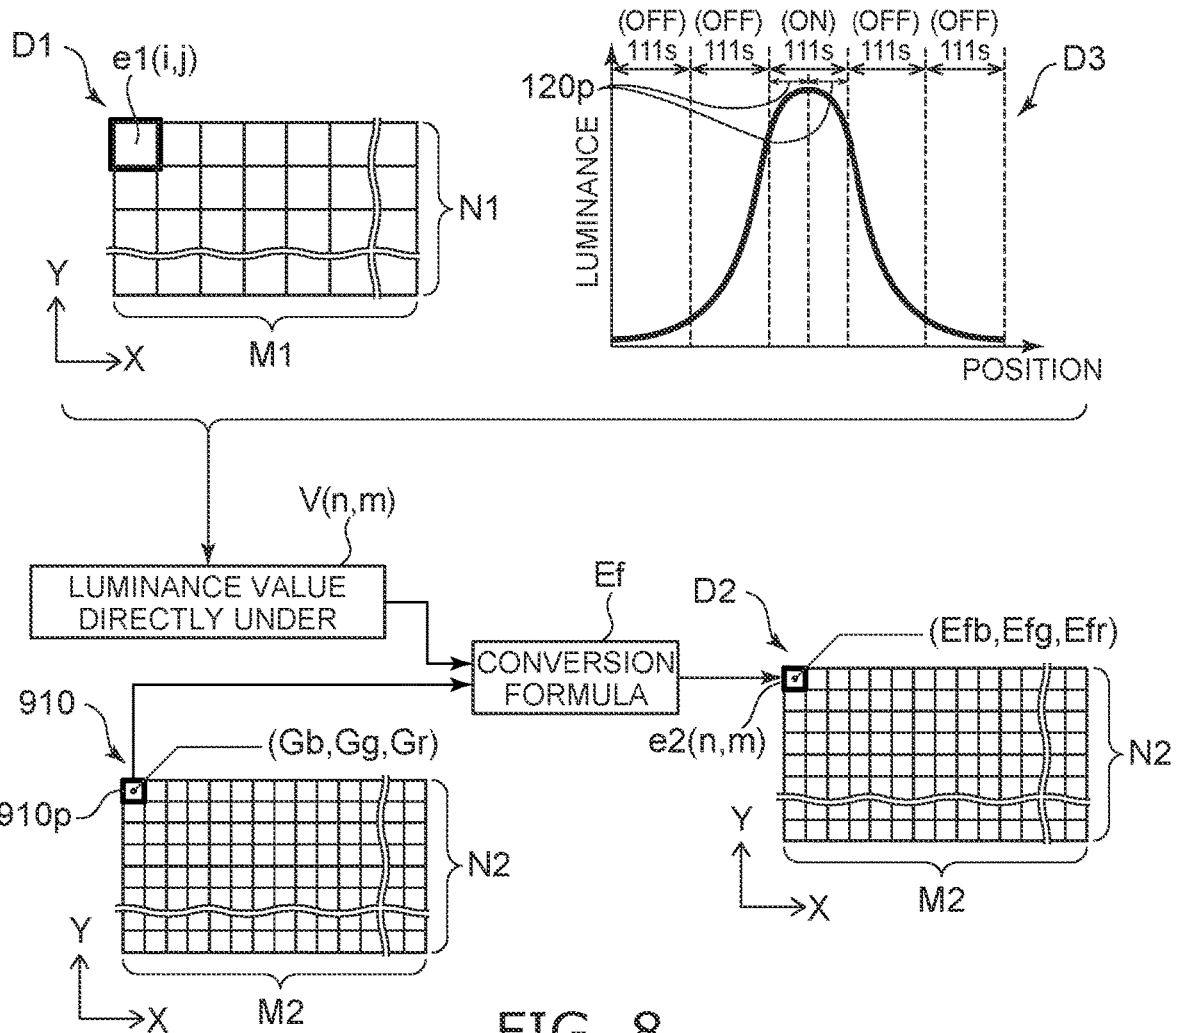 D1
e1(i,j)
N1
Y
X
M1
(OFF) (OFF) (ON) (OFF) (OFF)
111s 111s 111s 111s 111s
D3
120p
LUMINANCE
POSITION
V(n,m)
LUMINANCE VALUE
DIRECTLY UNDER
Ef
CONVERSION
FORMULA
D2
(Efb,Efg,Efr)
e2(n,m)
N2
Y
X
M2
910
(Gb,Gg,Gr)
910p
N2
Y
X
M2
FIG. 8